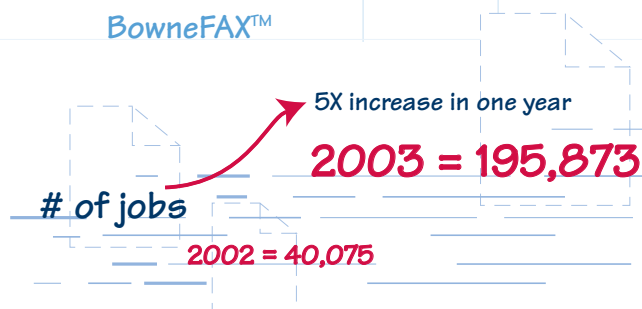 BowneFAX™
5X increase in one year
2003 = 195,873
# of jobs
2002 = 40,075